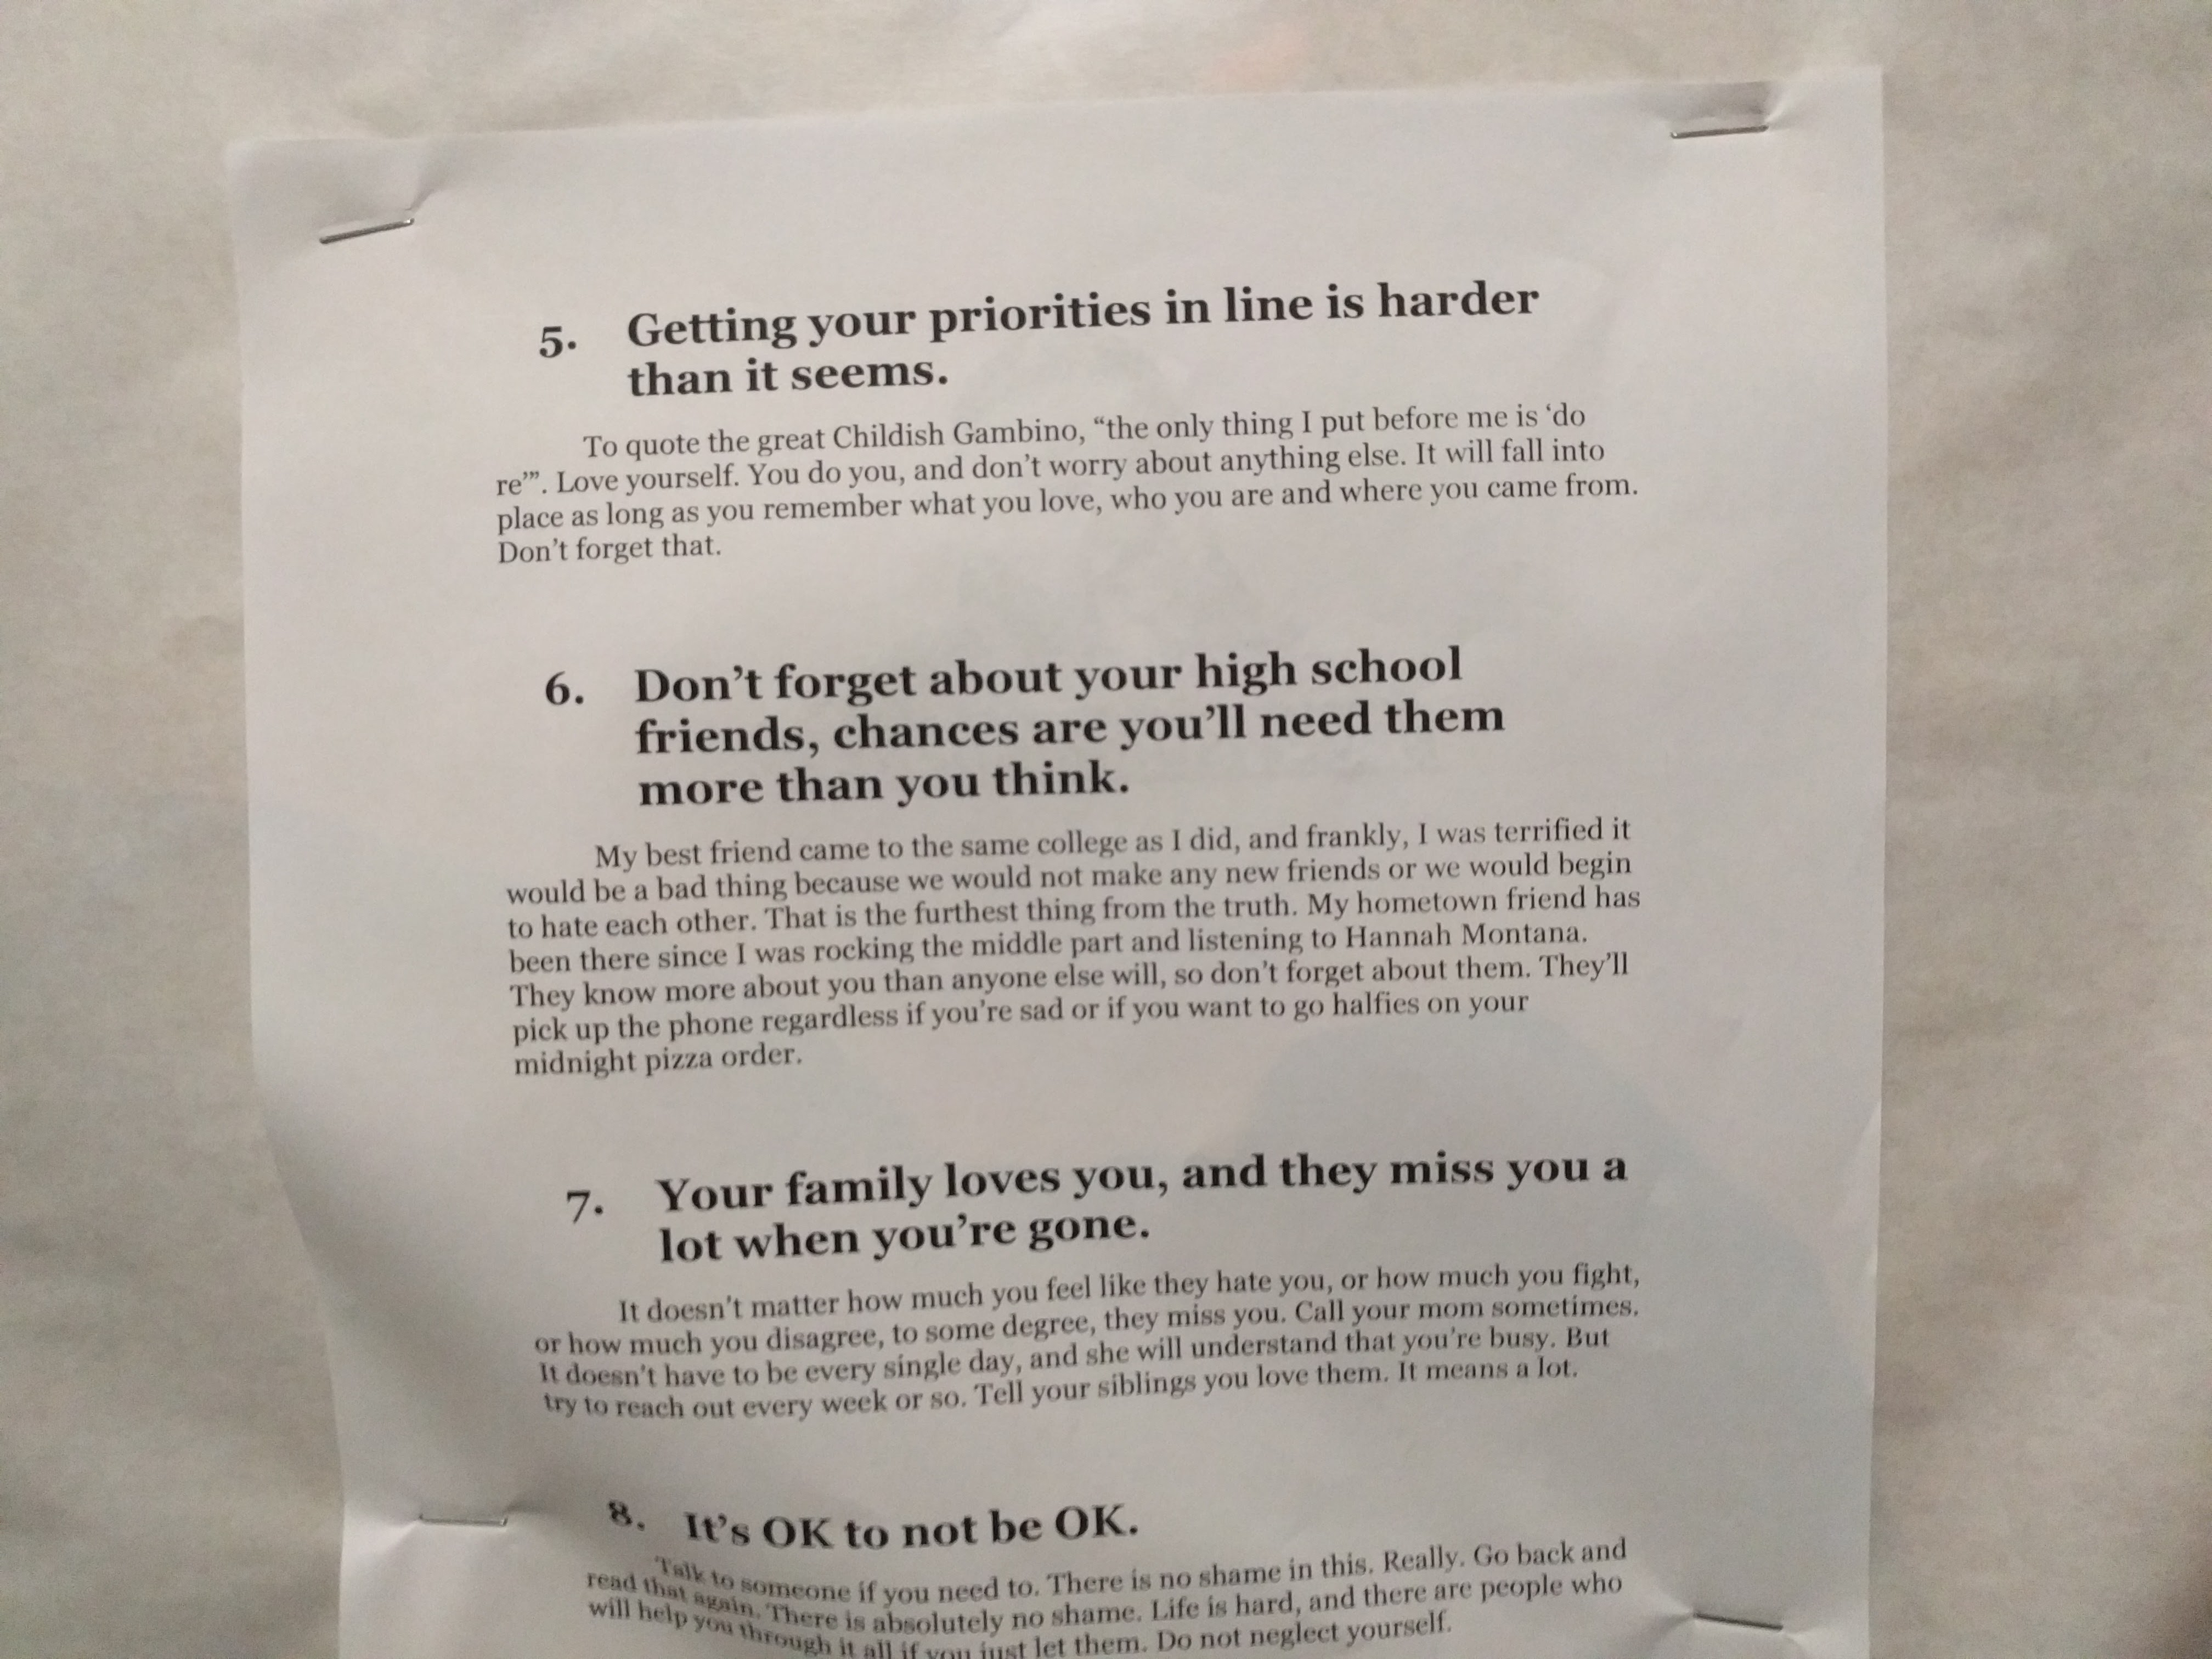 5. Getting your priorities in line is harder
than it seems.
To quote the great Childish Gambino, “the only thing I put before me is ‘do
re’”. Love yourself. You do you, and don’t worry about anything else. It will fall into
place as long as you remember what you love, who you are and where you came from.
Don’t forget that.
6. Don’t forget about your high school
friends, chances are you’ll need them
more than you think.
My best friend came to the same college as I did, and frankly, I was terrified it
would be a bad thing because we would not make any new friends or we would begin
to hate each other. That is the furthest thing from the truth. My hometown friend has
been there since I was rocking the middle part and listening to Hannah Montana.
They know more about you than anyone else will, so don’t forget about them. They’ll
pick up the phone regardless if you’re sad or if you want to go halfies on your
midnight pizza order.
7. Your family loves you, and they miss you a
lot when you’re gone.
It doesn’t matter how much you feel like they hate you, or how much you fight,
or how much you disagree, to some degree, they miss you. Call your mom sometimes.
It doesn’t have to be every single day, and she will understand that you’re busy. But
try to reach out every week or so. Tell your siblings you love them. It means a lot.
8. It’s OK to not be OK.
Talk to someone if you need to. There is no shame in this. Really. Go back and
read that again. There is absolutely no shame. Life is hard, and there are people who
will help you through it all if you just let them. Do not neglect yourself.